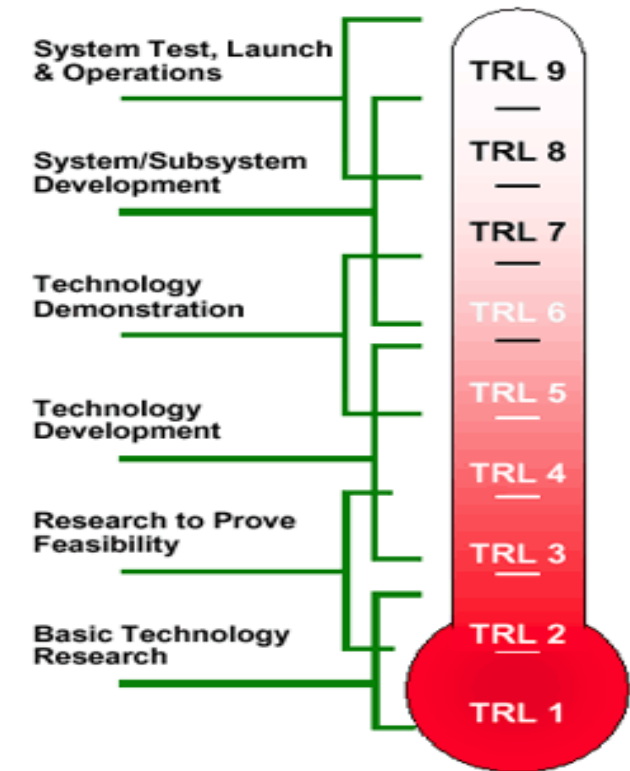 System Test, Launch
& Operations
System/Subsystem
Development
Technology
Demonstration
Technology
Development
Research to Prove
Feasibility
Basic Technology
Research
TRL 9
TRL 8
TRL 7
TRL 6
TRL 5
TRL 4
TRL 3
TRL 2
TRL 1